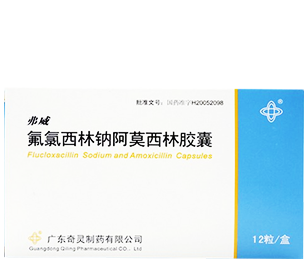 批准文号：国药准字H20052098
弗威
氟氯西林钠阿莫西林胶囊
Flucloxacillin Sodium and Amoxicillin Capsules
广东奇灵制药有限公司
Guangdong Qiling Pharmaceutical CO., Ltd
12粒/盒